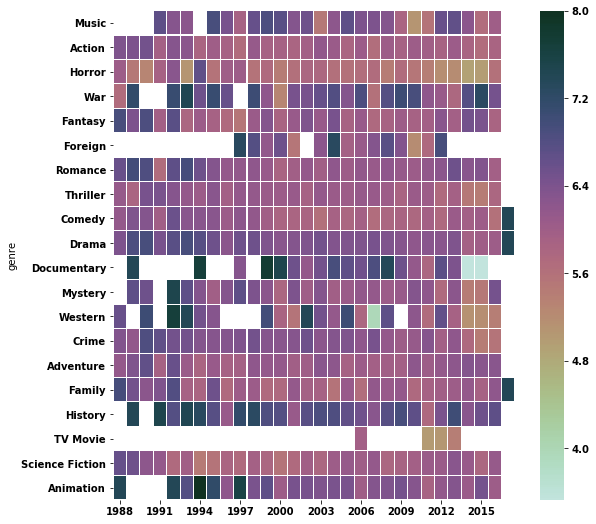 genre
Music
Action
Horror
War
Fantasy
Foreign
Romance
Thriller
Comedy
Drama
Documentary
Mystery
Western
Crime
Adventure
Family
History
TV Movie
Science Fiction
Animation
1988 1991 1994 1997 2000 2003 2006 2009 2012 2015
8.0
7.2
6.4
5.6
4.8
4.0